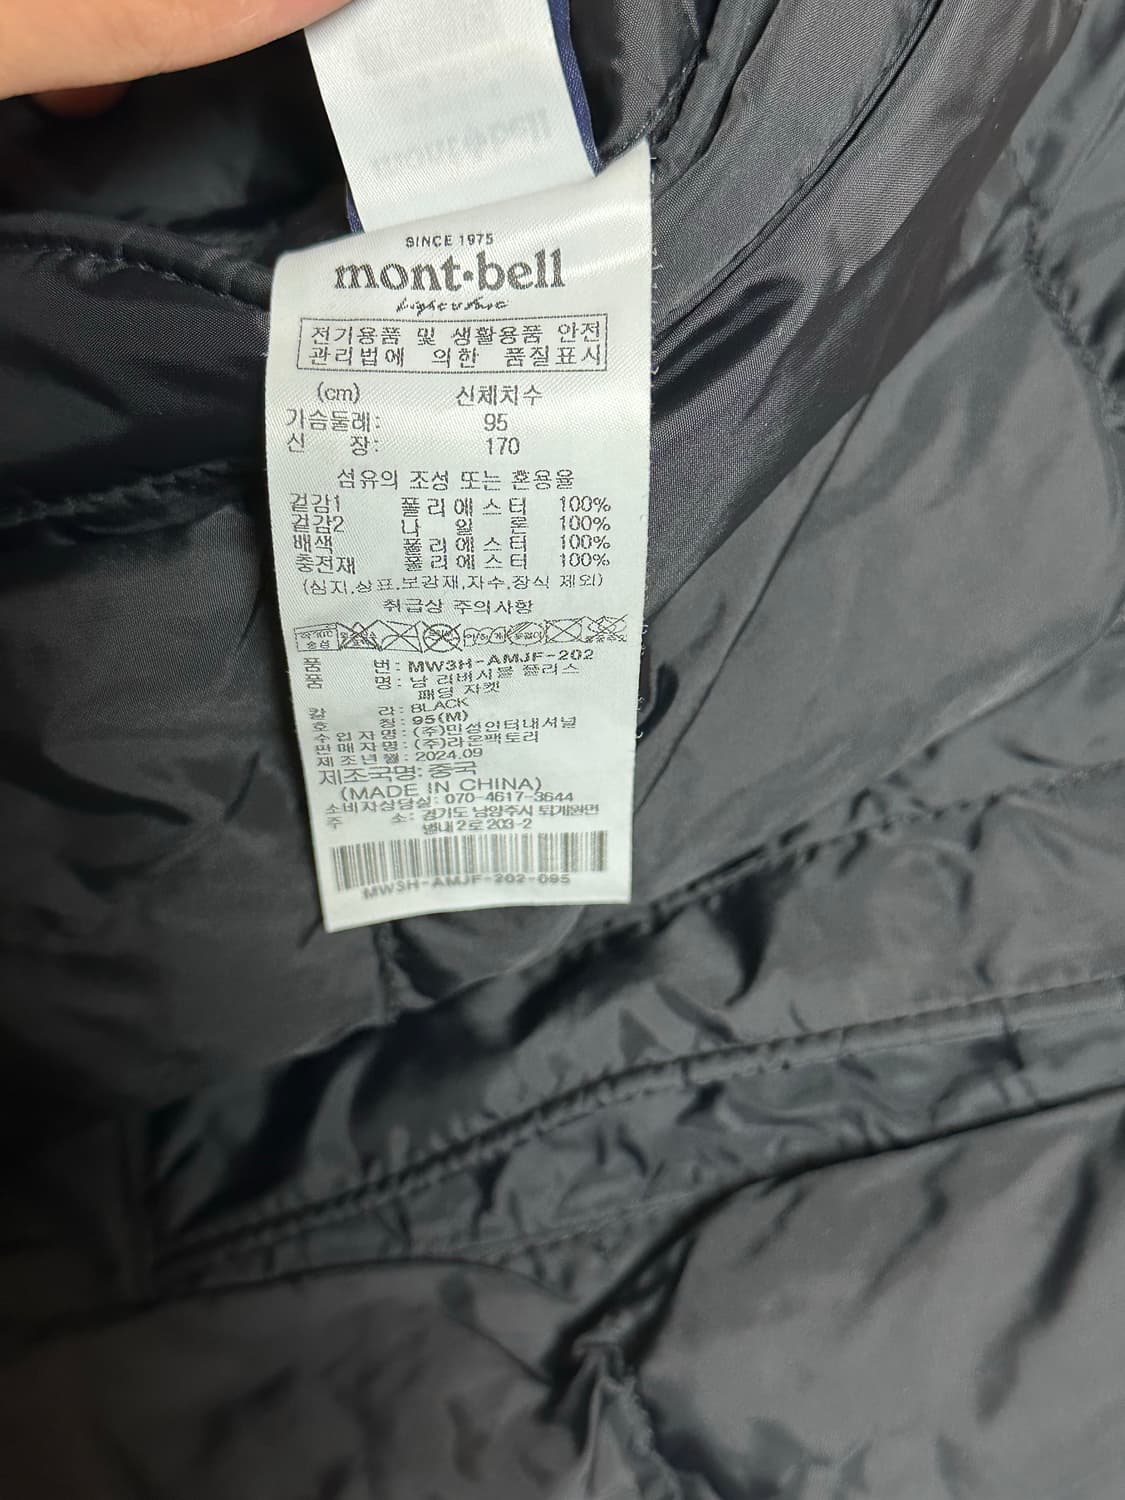 SINCE 1975
mont·bell
전기용품 및 생활용품 안전
관리법에 의한 품질표시
(cm) 신체치수
가슴둘레: 95
신 장: 170
섬유의 조성 또는 혼용율
겉감1 폴리에스터 100%
겉감2 나일론 100%
배색 폴리에스터 100%
충전재 폴리에스터 100%
(심지,상표,보강재,자수,장식 제외)
취급상 주의사항
품 번: MW3H-AMJF-202
품 명: 남 리버시블 플리스
패딩 자켓
칼 라: BLACK
호 칭: 95(M)
수입자명: (주)민성인터내셔널
판매자명: (주)라온팩토리
제조년월: 2024.09
제조국명: 중국
(MADE IN CHINA)
소비자상담실: 070-4617-3644
주 소: 경기도 남양주시 퇴계원면
별내2로 203-2
MW3H-AMJF-202-095